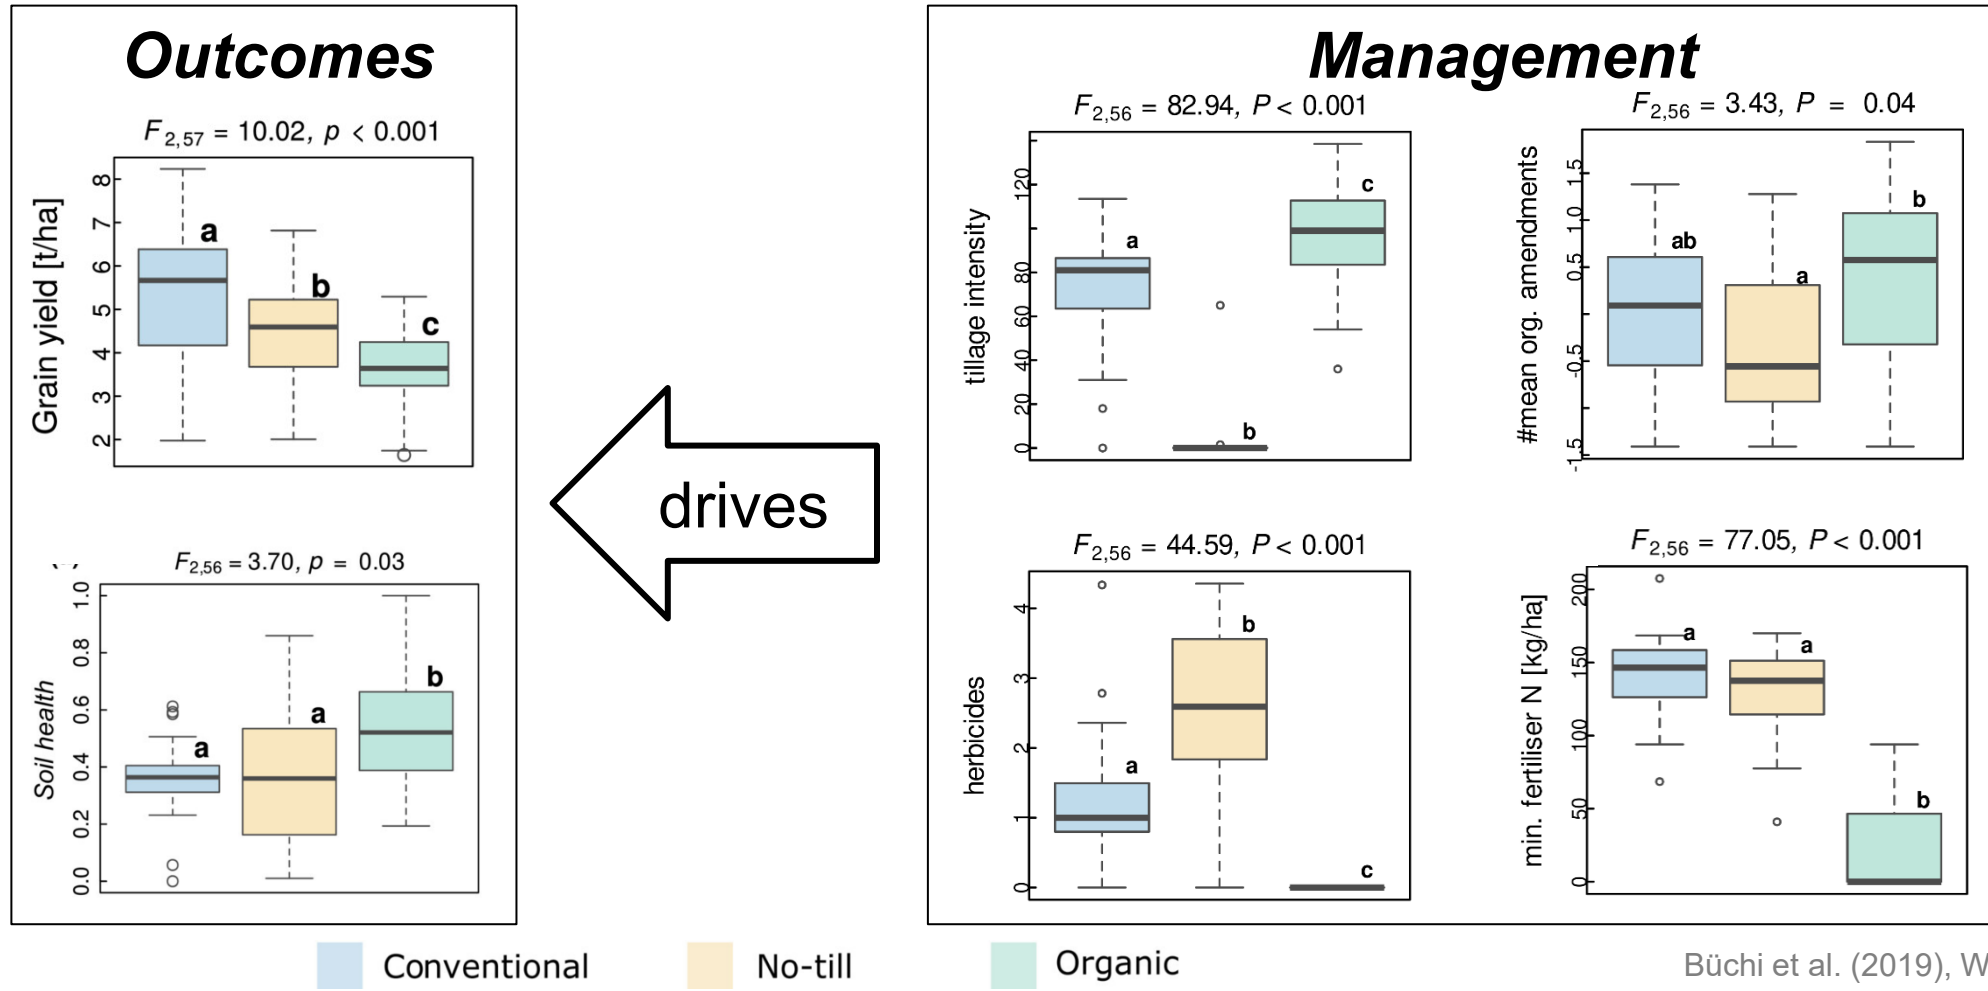 Outcomes
F2,57 = 10.02, p < 0.001
Grain yield [t/ha]
8
7
6
5
4
3
2
a
b
c
F2,56 = 3.70, p = 0.03
Soil health
1.0
0.8
0.6
0.4
0.2
0.0
a
a
b
drives
Management
F2,56 = 82.94, P < 0.001
tillage intensity
120
80
60
40
20
0
a
b
c
F2,56 = 3.43, P = 0.04
#mean org. amendments
1.5
1.0
0.5
-0.5
-1.5
ab
a
b
F2,56 = 44.59, P < 0.001
herbicides
4
3
2
1
0
a
b
c
F2,56 = 77.05, P < 0.001
min. fertiliser N [kg/ha]
200
150
100
50
0
a
a
b
Conventional
No-till
Organic
Büchi et al. (2019), W